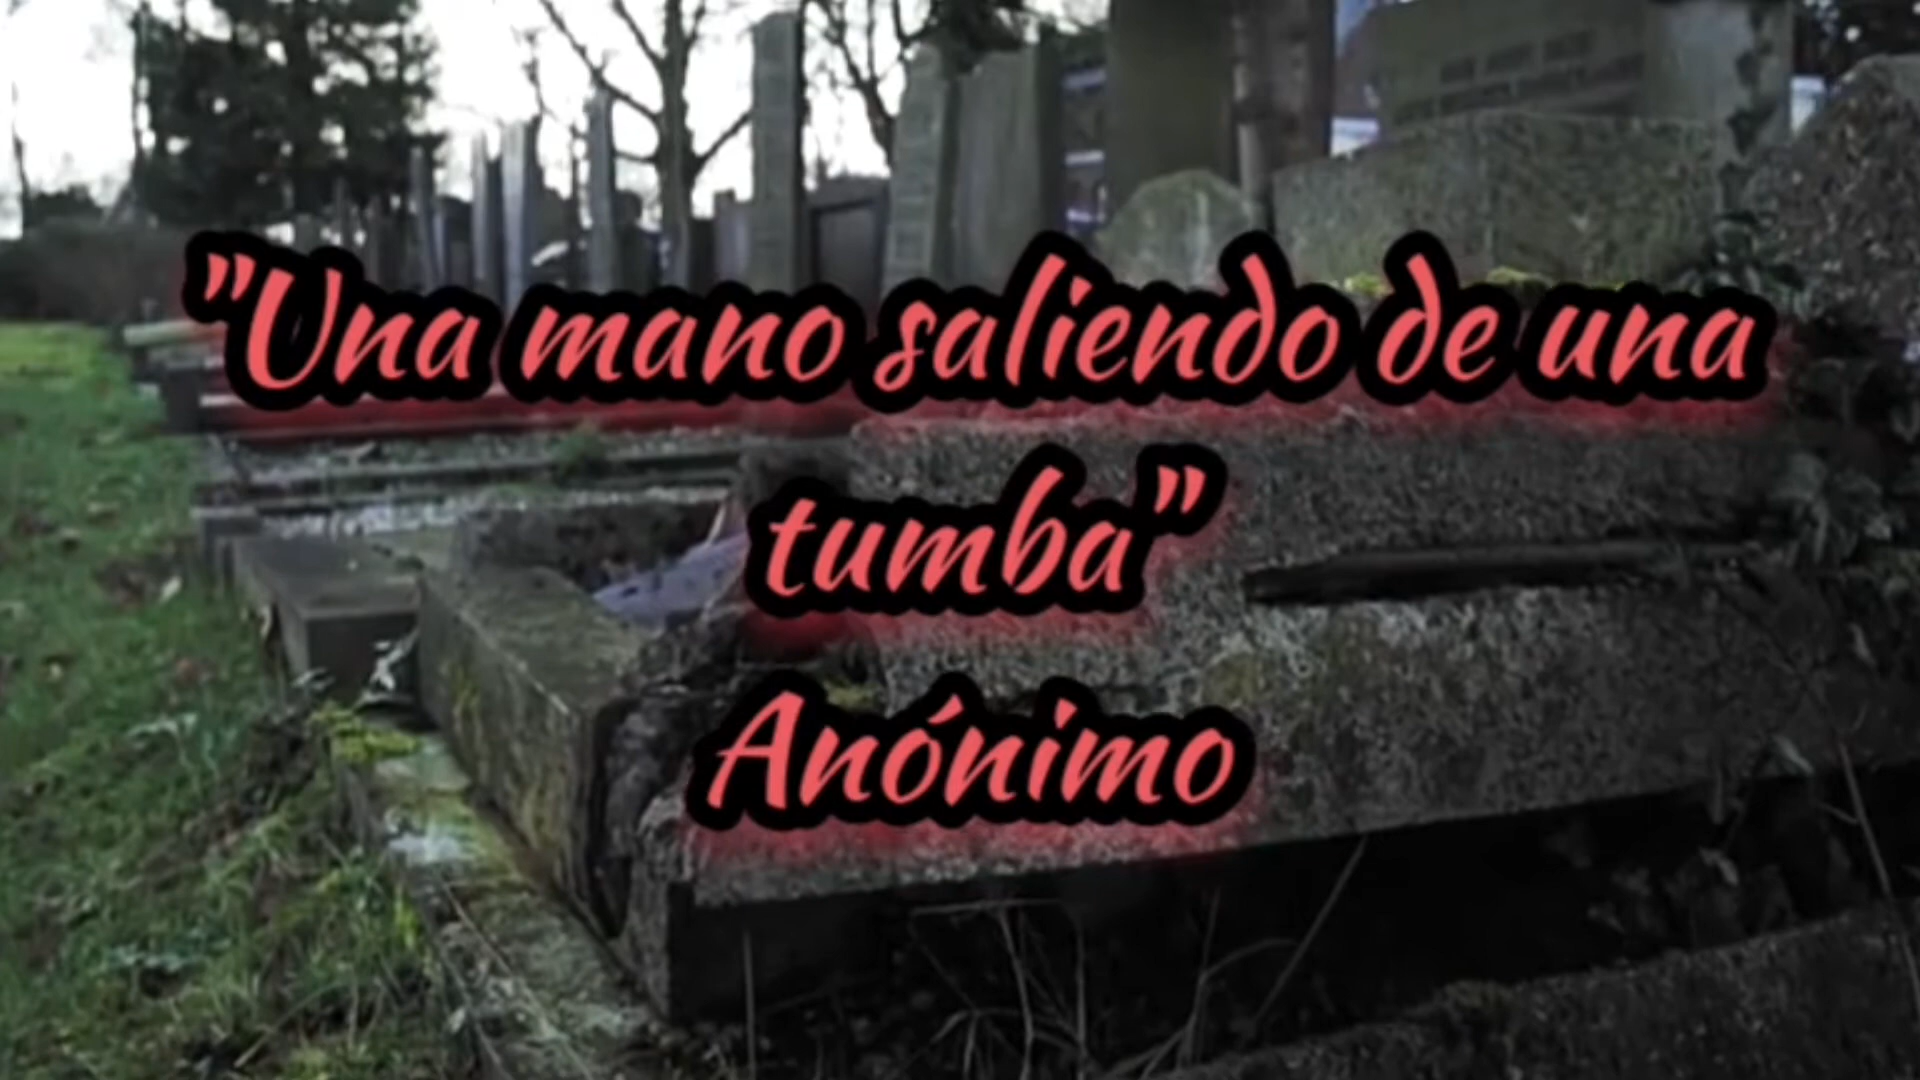 "Una mano saliendo de una
tumba"
Anónimo